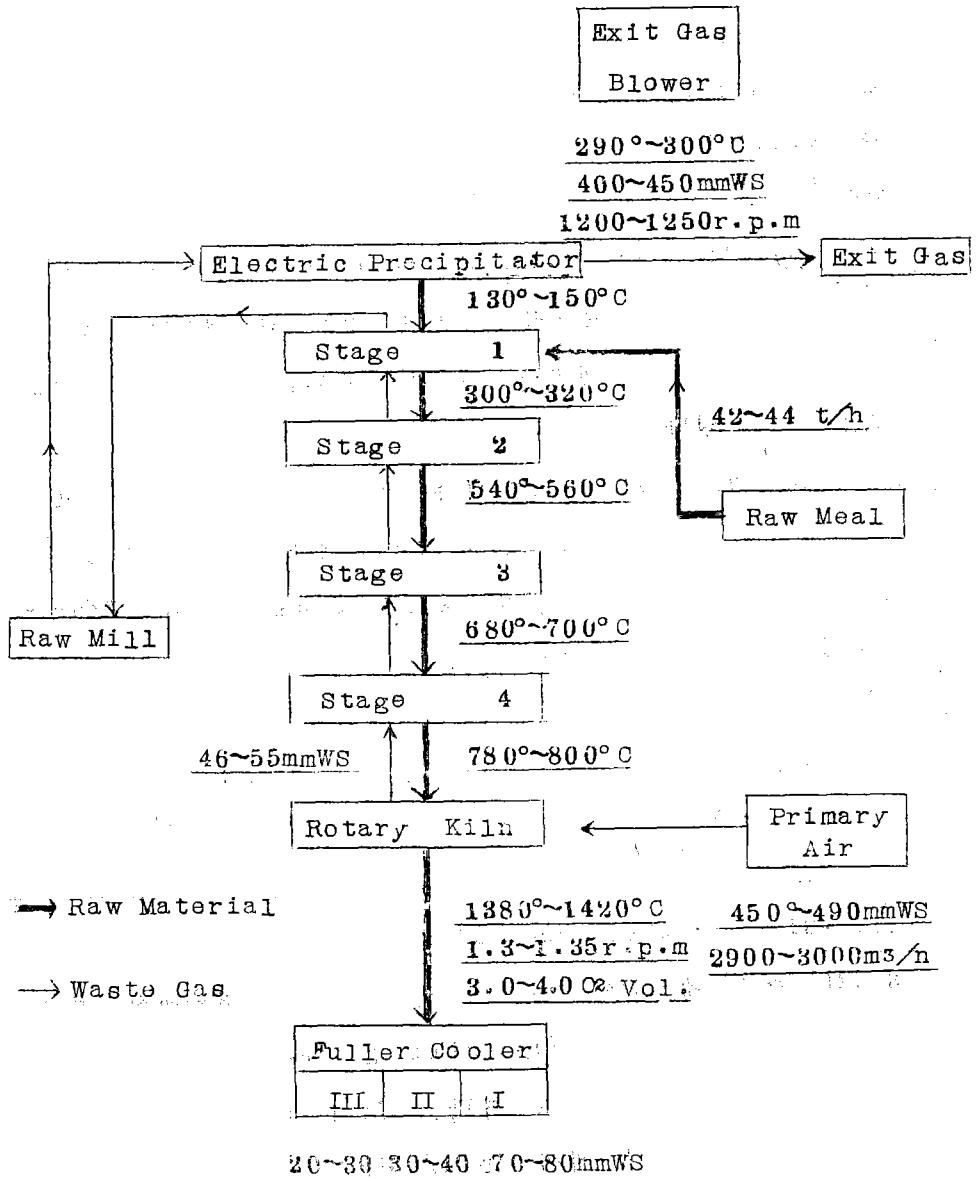 Exit Gas
Blower
290°~300°C
400~450mmWS
1200~1250r.p.m
Electric Precipitator
Exit Gas
130°~150°C
Stage 1
300°~320°C
42~44 t/h
Stage 2
540°~560°C
Raw Meal
Stage 3
Raw Mill
680°~700°C
Stage 4
46~55mmWS
780°~800°C
Rotary Kiln
Primary
Air
Raw Material
1380°~1420°C
450°~490mmWS
1.3~1.35r.p.m
2900~3000m3/h
Waste Gas
3.0~4.0 O2 Vol.
Fuller Cooler
III II I
20~30 30~40 70~80mmWS